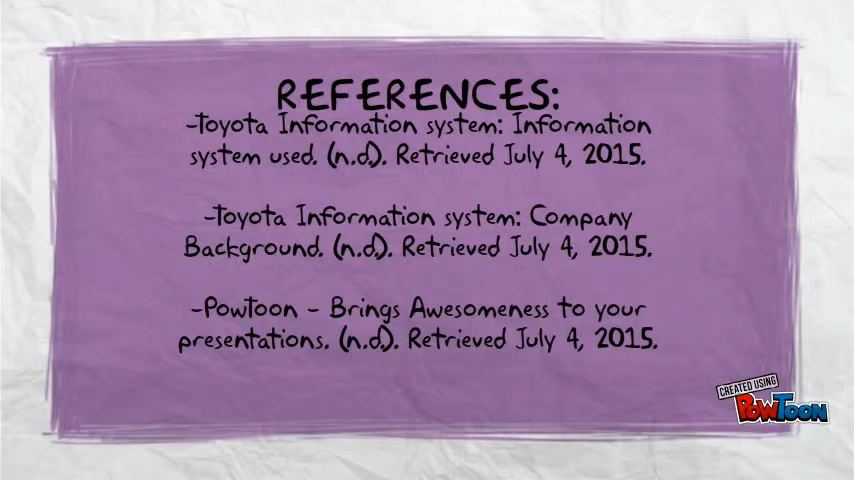 REFERENCES:
-Toyota Information system: Information
system used. (n.d.). Retrieved July 4, 2015.
-Toyota Information system: Company
Background. (n.d.). Retrieved July 4, 2015.
-PowToon - Brings Awesomeness to your
presentations. (n.d.). Retrieved July 4, 2015.
CREATED USING
POWTOON